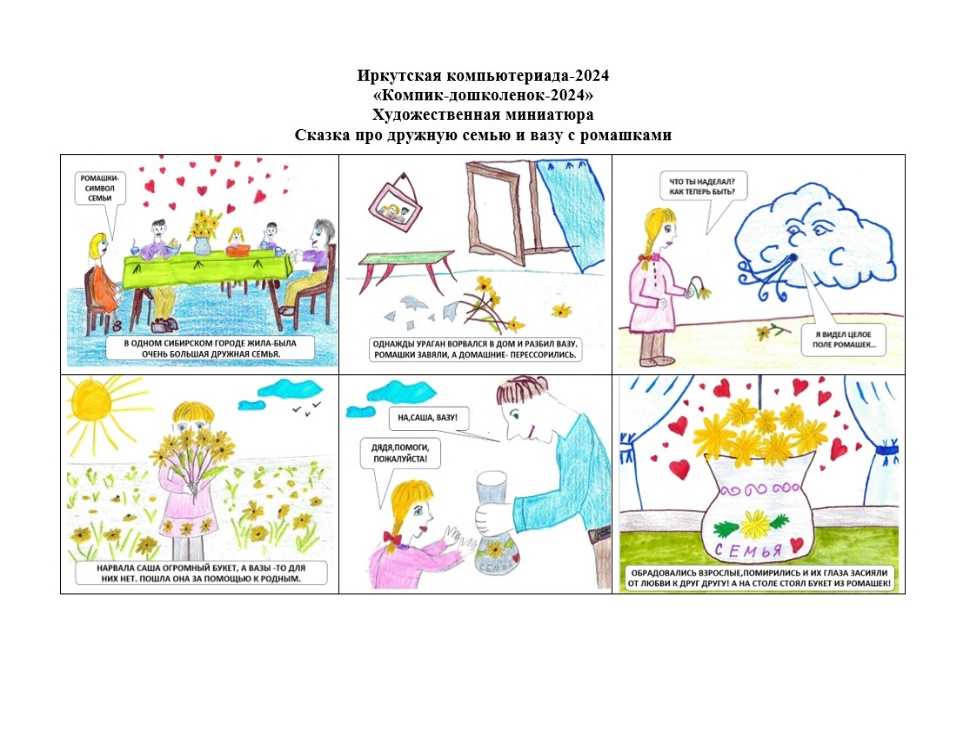 Иркутская компьютериада-2024
«Компик-дошколенок-2024»
Художественная миниатюра
Сказка про дружную семью и вазу с ромашками
РОМАШКИ-
СИМВОЛ
СЕМЬИ
В ОДНОМ СИБИРСКОМ ГОРОДЕ ЖИЛА-БЫЛА
ОЧЕНЬ БОЛЬШАЯ ДРУЖНАЯ СЕМЬЯ.
ОДНАЖДЫ УРАГАН ВОРВАЛСЯ В ДОМ И РАЗБИЛ ВАЗУ.
РОМАШКИ ЗАВЯЛИ, А ДОМАШНИЕ- ПЕРЕССОРИЛИСЬ.
ЧТО ТЫ НАДЕЛАЛ?
КАК ТЕПЕРЬ БЫТЬ?
Я ВИДЕЛ ЦЕЛОЕ
ПОЛЕ РОМАШЕК...
НАРВАЛА САША ОГРОМНЫЙ БУКЕТ, А ВАЗЫ -ТО ДЛЯ
НИХ НЕТ. ПОШЛА ОНА ЗА ПОМОЩЬЮ К РОДНЫМ.
НА,САША, ВАЗУ!
ДЯДЯ,ПОМОГИ,
ПОЖАЛУЙСТА!
СЕМЬЯ
СЕМЬЯ
ОБРАДОВАЛИСЬ ВЗРОСЛЫЕ,ПОМИРИЛИСЬ И ИХ ГЛАЗА ЗАСИЯЛИ
ОТ ЛЮБВИ К ДРУГ ДРУГУ! А НА СТОЛЕ СТОЯЛ БУКЕТ ИЗ РОМАШЕК!